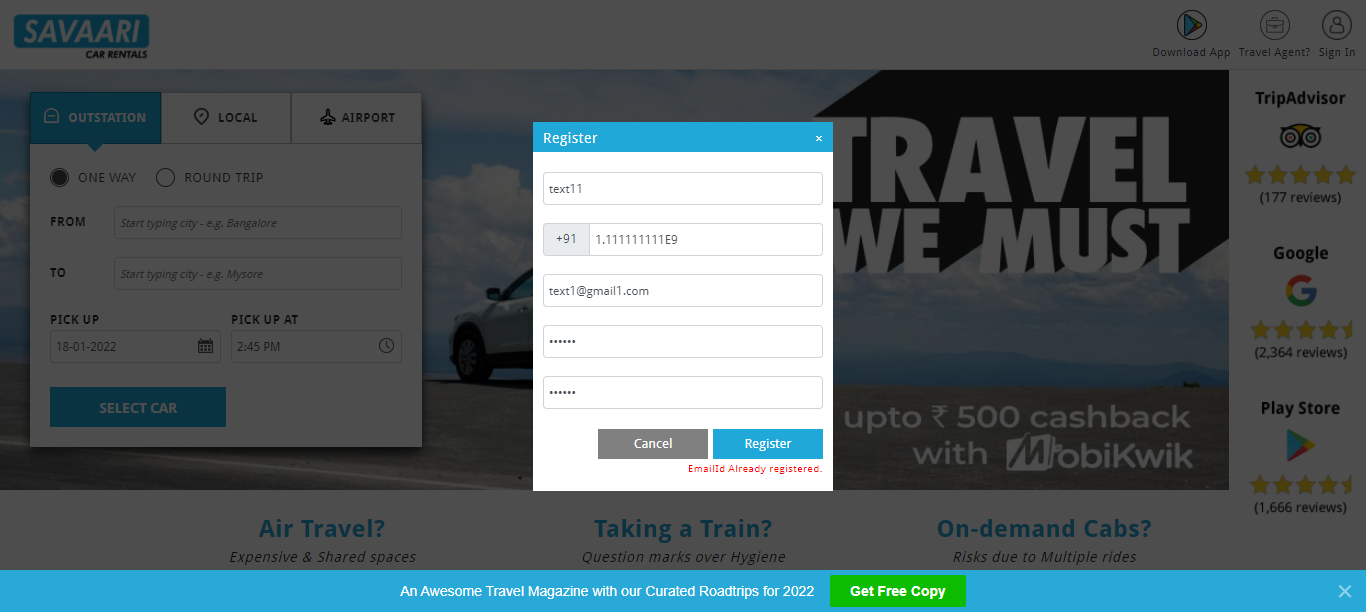 SAVAARI
CAR RENTALS
Download App
Travel Agent?
Sign In
OUTSTATION
LOCAL
AIRPORT
ONE WAY
ROUND TRIP
FROM
Start typing city - e.g. Bangalore
TO
Start typing city - e.g. Mysore
PICK UP
PICK UP AT
18-01-2022
2:45 PM
SELECT CAR
Register
×
text11
+91
1.111111111E9
text1@gmail1.com
••••••
••••••
Cancel
Register
EmailId Already registered.
TRAVEL
WE MUST
upto ₹ 500 cashback
with MobiKwik
TripAdvisor
(177 reviews)
Google
(2,364 reviews)
Play Store
(1,666 reviews)
Air Travel?
Expensive & Shared spaces
Taking a Train?
Question marks over Hygiene
On-demand Cabs?
Risks due to Multiple rides
An Awesome Travel Magazine with our Curated Roadtrips for 2022
Get Free Copy